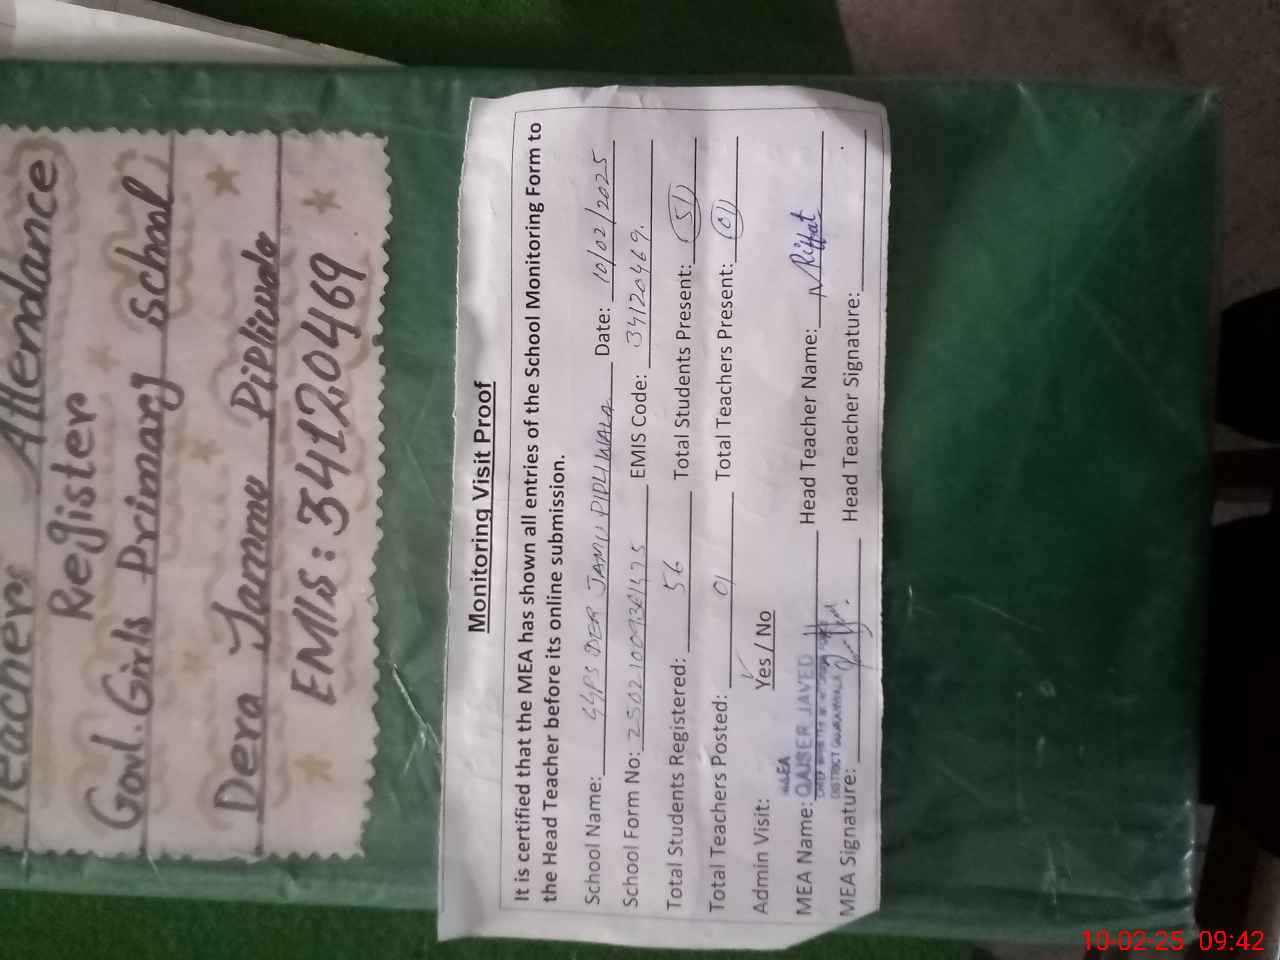 Teachers Attendance
Register
Govt. Girls Primary School
Dera Jamme Pipliwala
EMIS: 34120469
Monitoring Visit Proof
It is certified that the MEA has shown all entries of the School Monitoring Form to
the Head Teacher before its online submission.
School Name: GGPS DER JAMU PIPLIWALA Date: 10/02/2025
School Form No: EMIS Code: 34120469.
Total Students Registered: 56 Total Students Present: 51
Total Teachers Posted: 01 Total Teachers Present: 01
Admin Visit: Yes / No
MEA Name: QAISER JAVED Head Teacher Name: Riffat
DISTRICT GUJRANWALA
MEA Signature: Head Teacher Signature:
10-02-25 09:42